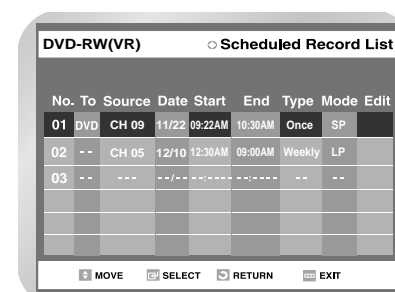 DVD-RW(VR) Scheduled Record List
No. To Source Date Start End Type Mode Edit
01 DVD CH 09 11/22 09:22AM 10:30AM Once SP
02 -- CH 05 12/10 12:30AM 09:00AM Weekly LP
03 --- --/-- --:---- --:---- -- --
MOVE SELECT RETURN EXIT